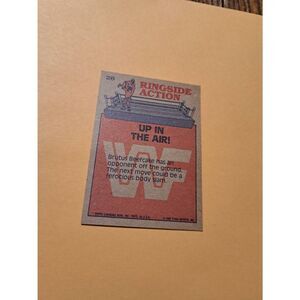 28
RINGSIDE
ACTION
UP IN
THE AIR!
Brutus Beefcake has an
opponent off the ground.
The next move could be a
ferocious body slam.
WF